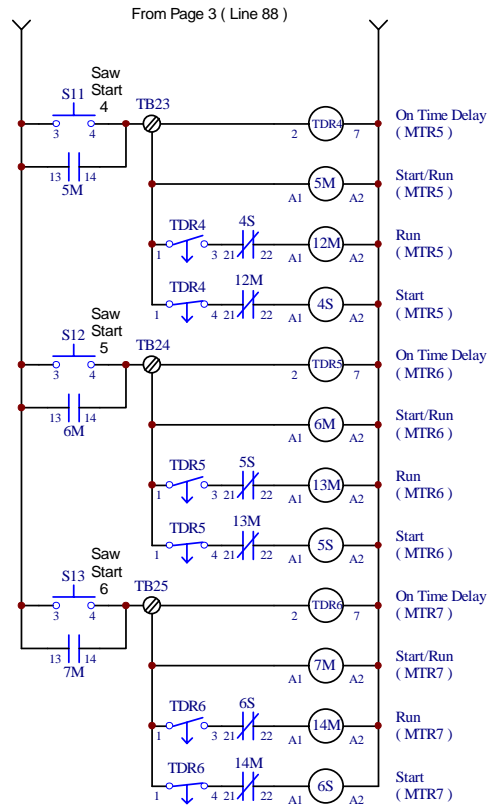 From Page 3 ( Line 88 )
Saw
Start
4
S11
TB23
3 4
2 TDR4 7
On Time Delay
( MTR5 )
13 14
5M
A1 5M A2
Start/Run
( MTR5 )
TDR4
4S
1 3 21 22
A1 12M A2
Run
( MTR5 )
TDR4
12M
1 4 21 22
A1 4S A2
Start
( MTR5 )
Saw
Start
5
S12
TB24
3 4
2 TDR5 7
On Time Delay
( MTR6 )
13 14
6M
A1 6M A2
Start/Run
( MTR6 )
TDR5
5S
1 3 21 22
A1 13M A2
Run
( MTR6 )
TDR5
13M
1 4 21 22
A1 5S A2
Start
( MTR6 )
Saw
Start
6
S13
TB25
3 4
2 TDR6 7
On Time Delay
( MTR7 )
13 14
7M
A1 7M A2
Start/Run
( MTR7 )
TDR6
6S
1 3 21 22
A1 14M A2
Run
( MTR7 )
TDR6
14M
1 4 21 22
A1 6S A2
Start
( MTR7 )